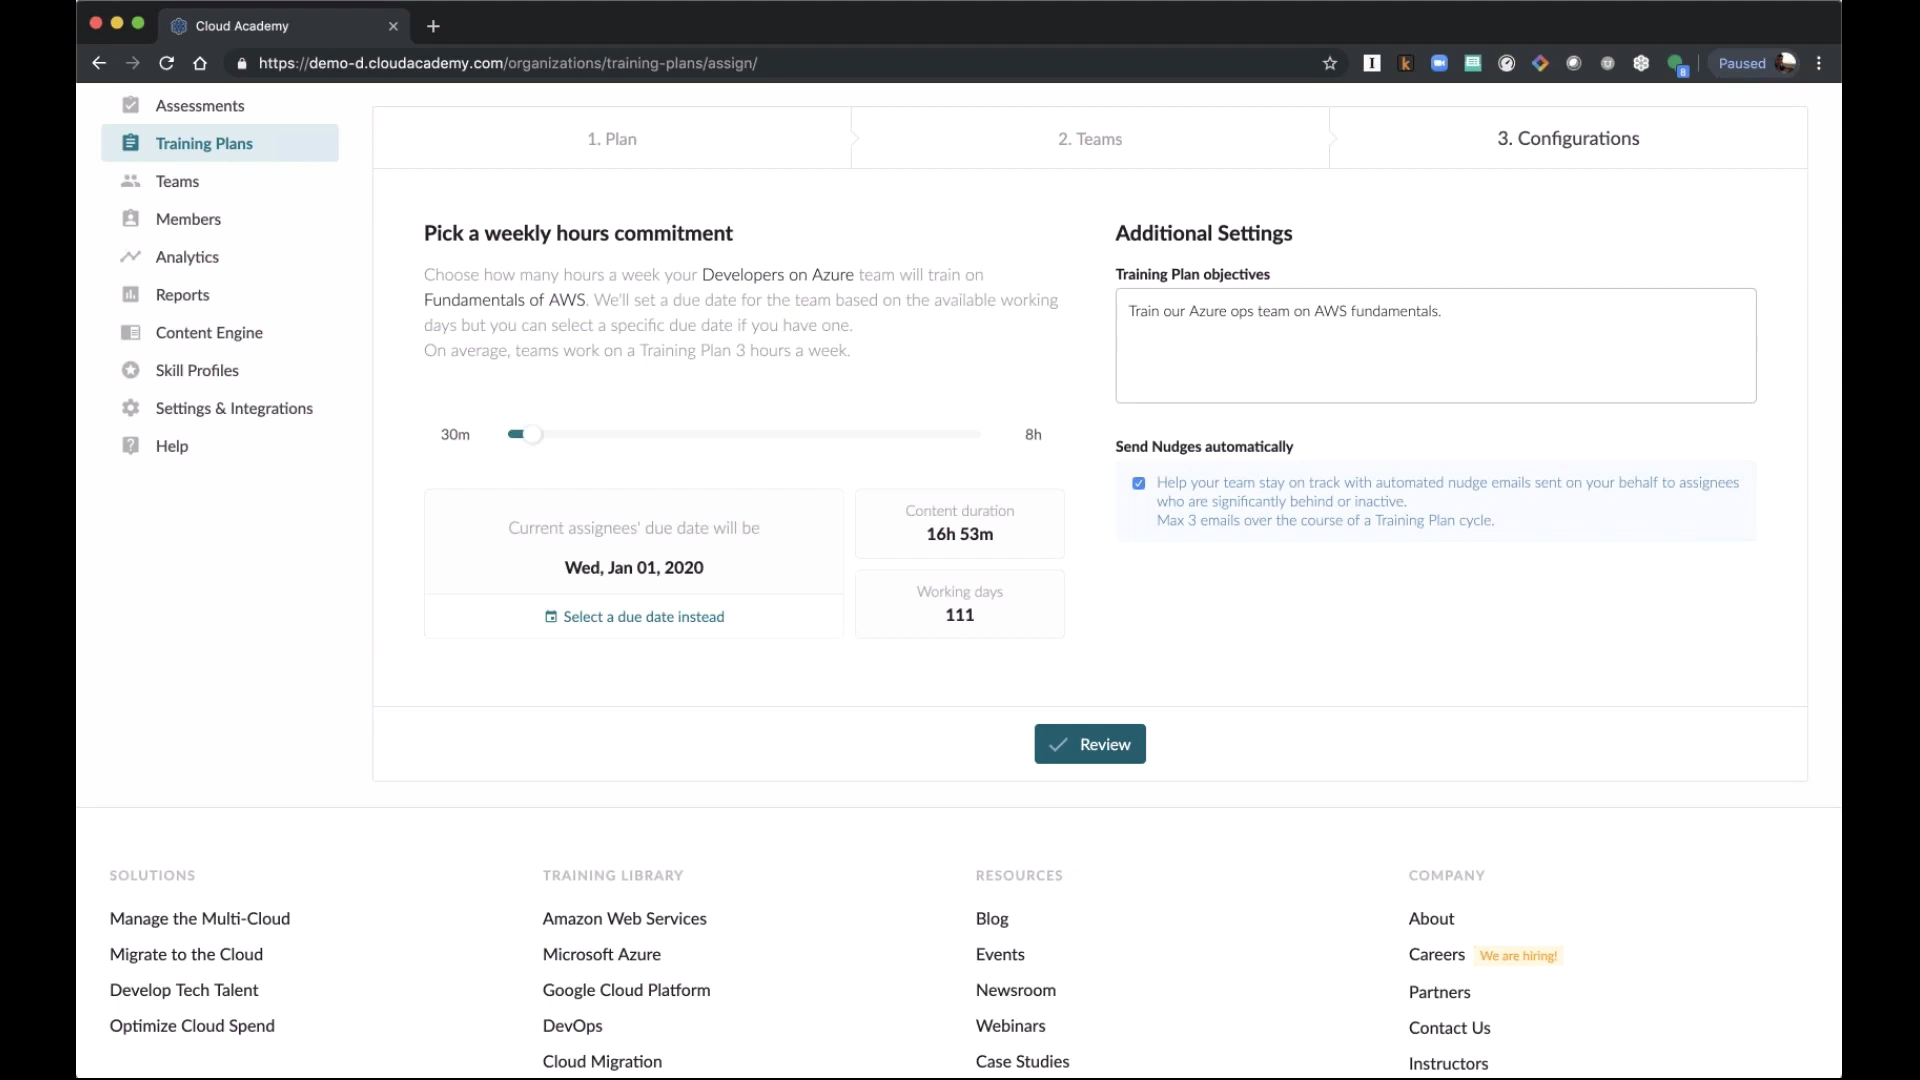 Cloud Academy
https://demo-d.cloudacademy.com/organizations/training-plans/assign/
Paused
Assessments
Training Plans
Teams
Members
Analytics
Reports
Content Engine
Skill Profiles
Settings & Integrations
Help
1. Plan
2. Teams
3. Configurations
Pick a weekly hours commitment
Choose how many hours a week your Developers on Azure team will train on
Fundamentals of AWS. We'll set a due date for the team based on the available working
days but you can select a specific due date if you have one.
On average, teams work on a Training Plan 3 hours a week.
30m
8h
Current assignees' due date will be
Wed, Jan 01, 2020
Select a due date instead
Content duration
16h 53m
Working days
111
Additional Settings
Training Plan objectives
Train our Azure ops team on AWS fundamentals.
Send Nudges automatically
Help your team stay on track with automated nudge emails sent on your behalf to assignees
who are significantly behind or inactive.
Max 3 emails over the course of a Training Plan cycle.
Review
SOLUTIONS
Manage the Multi-Cloud
Migrate to the Cloud
Develop Tech Talent
Optimize Cloud Spend
TRAINING LIBRARY
Amazon Web Services
Microsoft Azure
Google Cloud Platform
DevOps
Cloud Migration
RESOURCES
Blog
Events
Newsroom
Webinars
Case Studies
COMPANY
About
Careers We are hiring!
Partners
Contact Us
Instructors